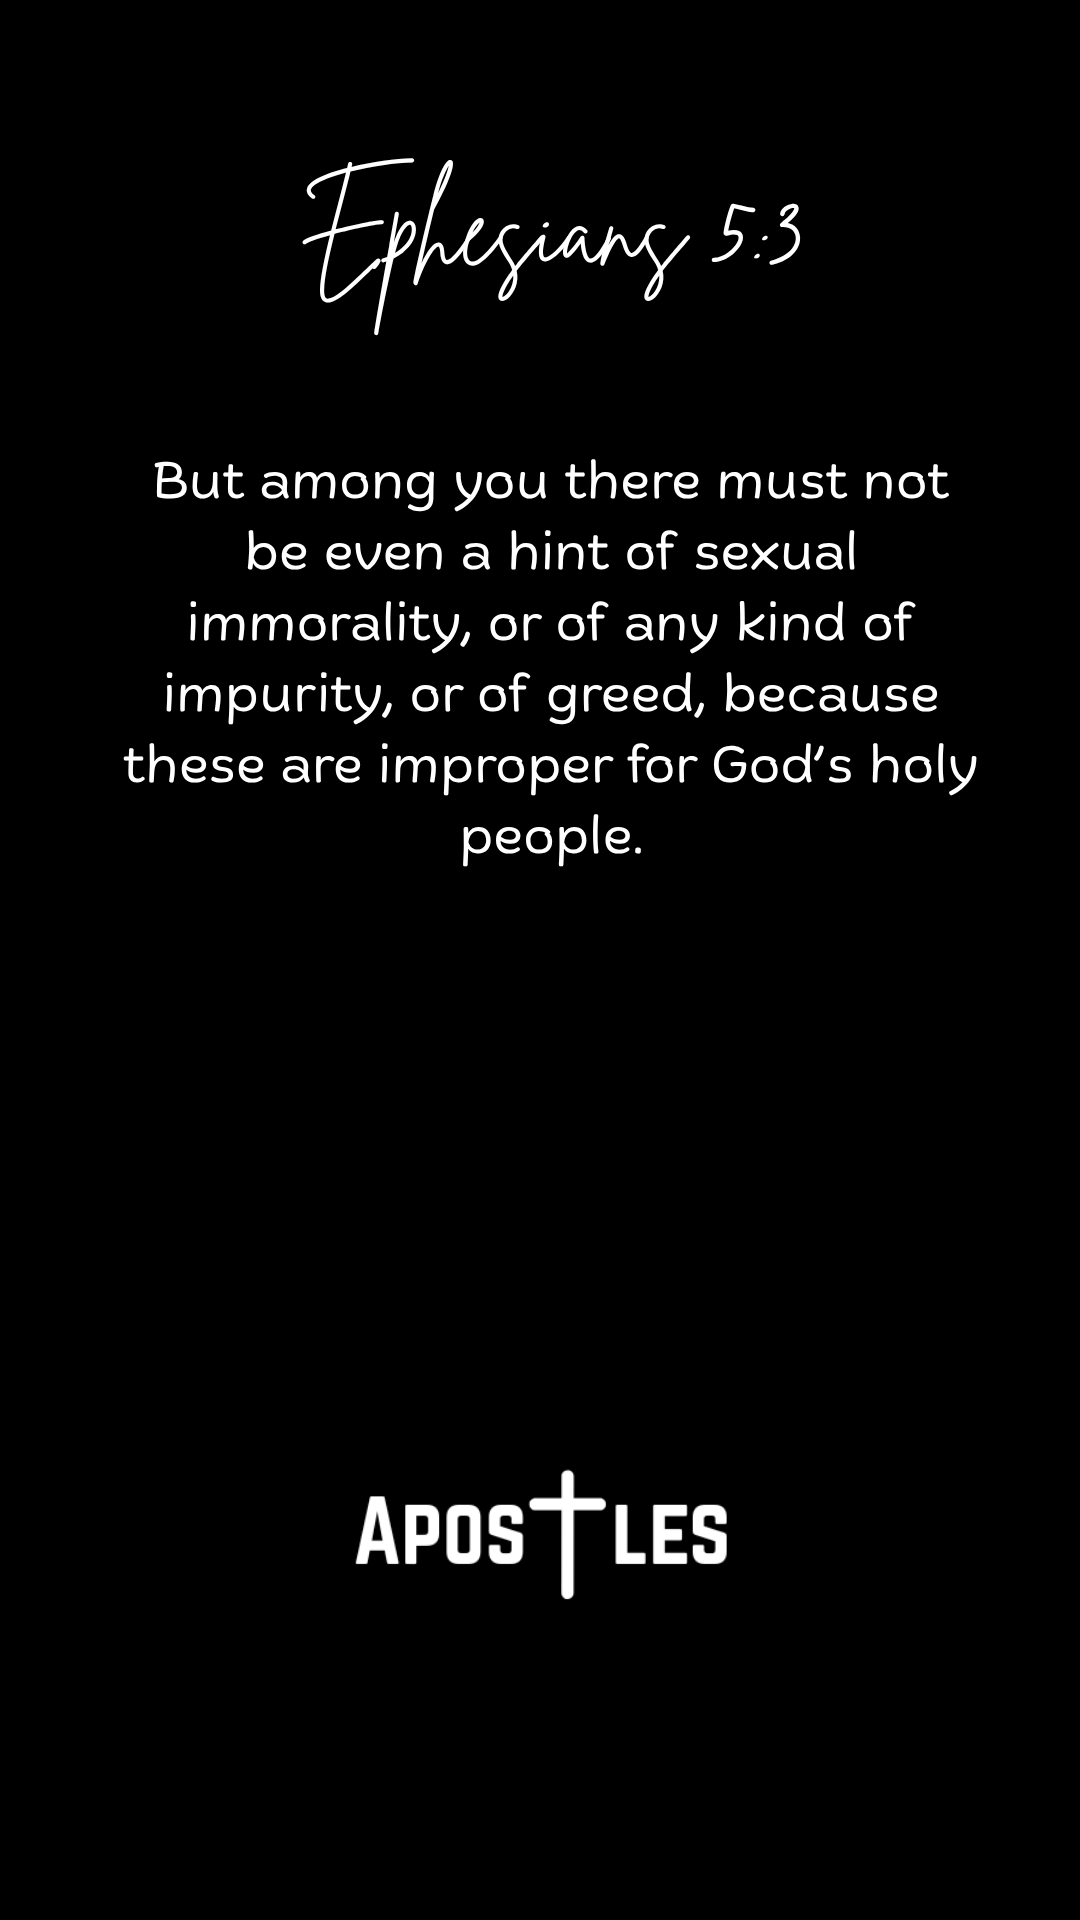 Ephesians 5:3
But among you there must not
be even a hint of sexual
immorality, or of any kind of
impurity, or of greed, because
these are improper for God's holy
people.
APOSTLES